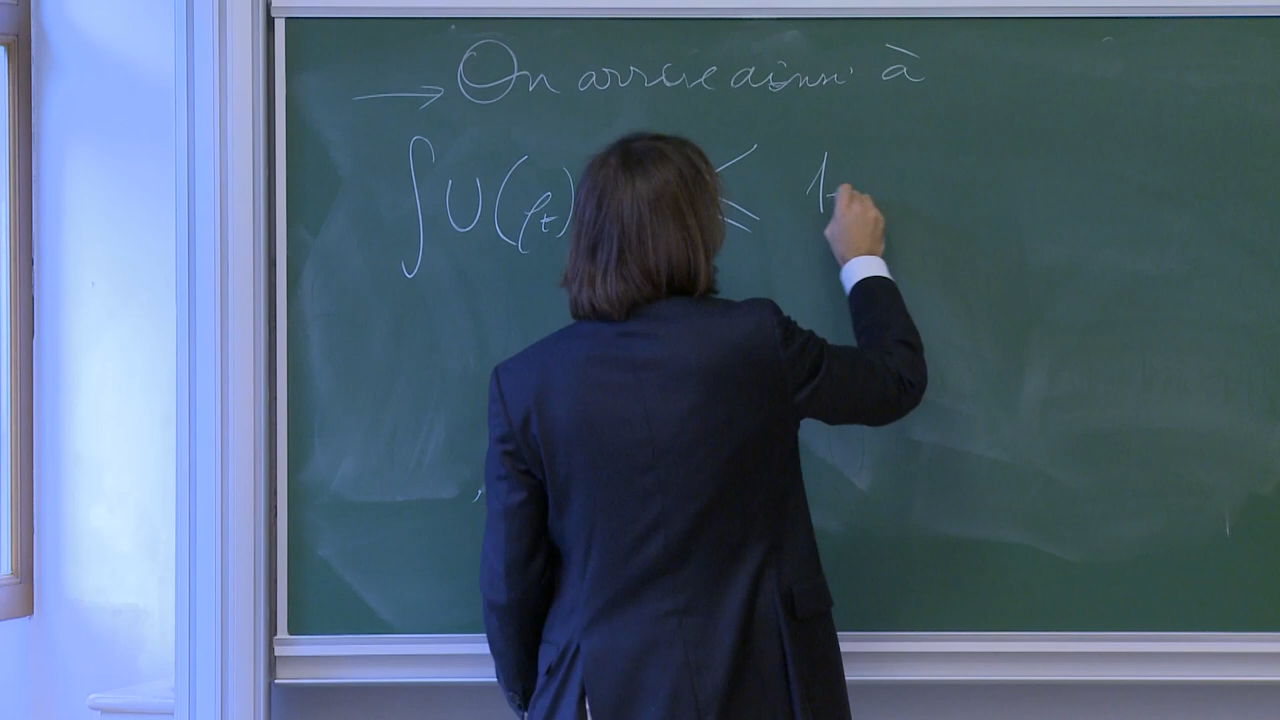 → On arrive ainsi à
∫ U(ρₜ) ≤ 1-